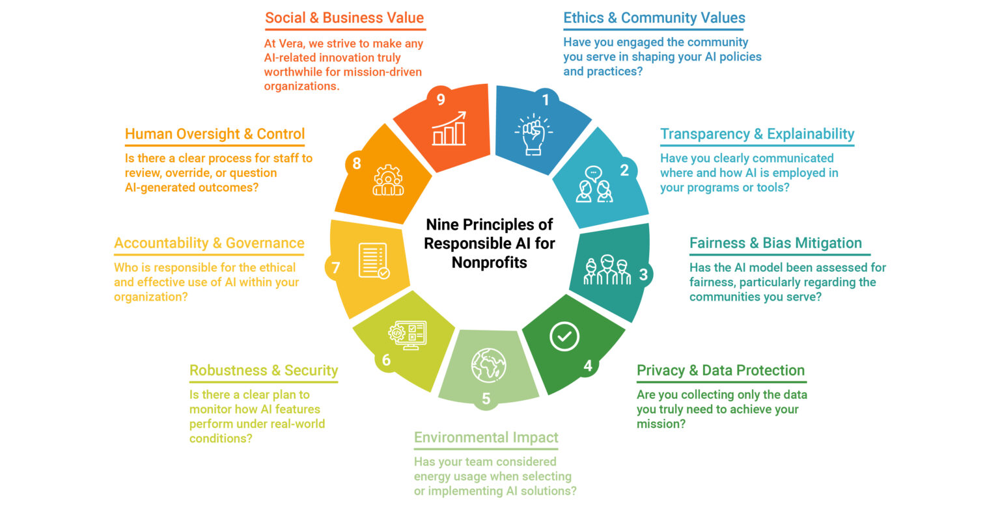 Nine Principles of
Responsible AI for
Nonprofits
1
Ethics & Community Values
Have you engaged the community
you serve in shaping your AI policies
and practices?
2
Transparency & Explainability
Have you clearly communicated
where and how AI is employed in
your programs or tools?
3
Fairness & Bias Mitigation
Has the AI model been assessed for
fairness, particularly regarding the
communities you serve?
4
Privacy & Data Protection
Are you collecting only the data
you truly need to achieve your
mission?
5
Environmental Impact
Has your team considered
energy usage when selecting
or implementing AI solutions?
6
Robustness & Security
Is there a clear plan to
monitor how AI features
perform under real-world
conditions?
7
Accountability & Governance
Who is responsible for the ethical
and effective use of AI within your
organization?
8
Human Oversight & Control
Is there a clear process for staff to
review, override, or question
AI-generated outcomes?
9
Social & Business Value
At Vera, we strive to make any
AI-related innovation truly
worthwhile for mission-driven
organizations.